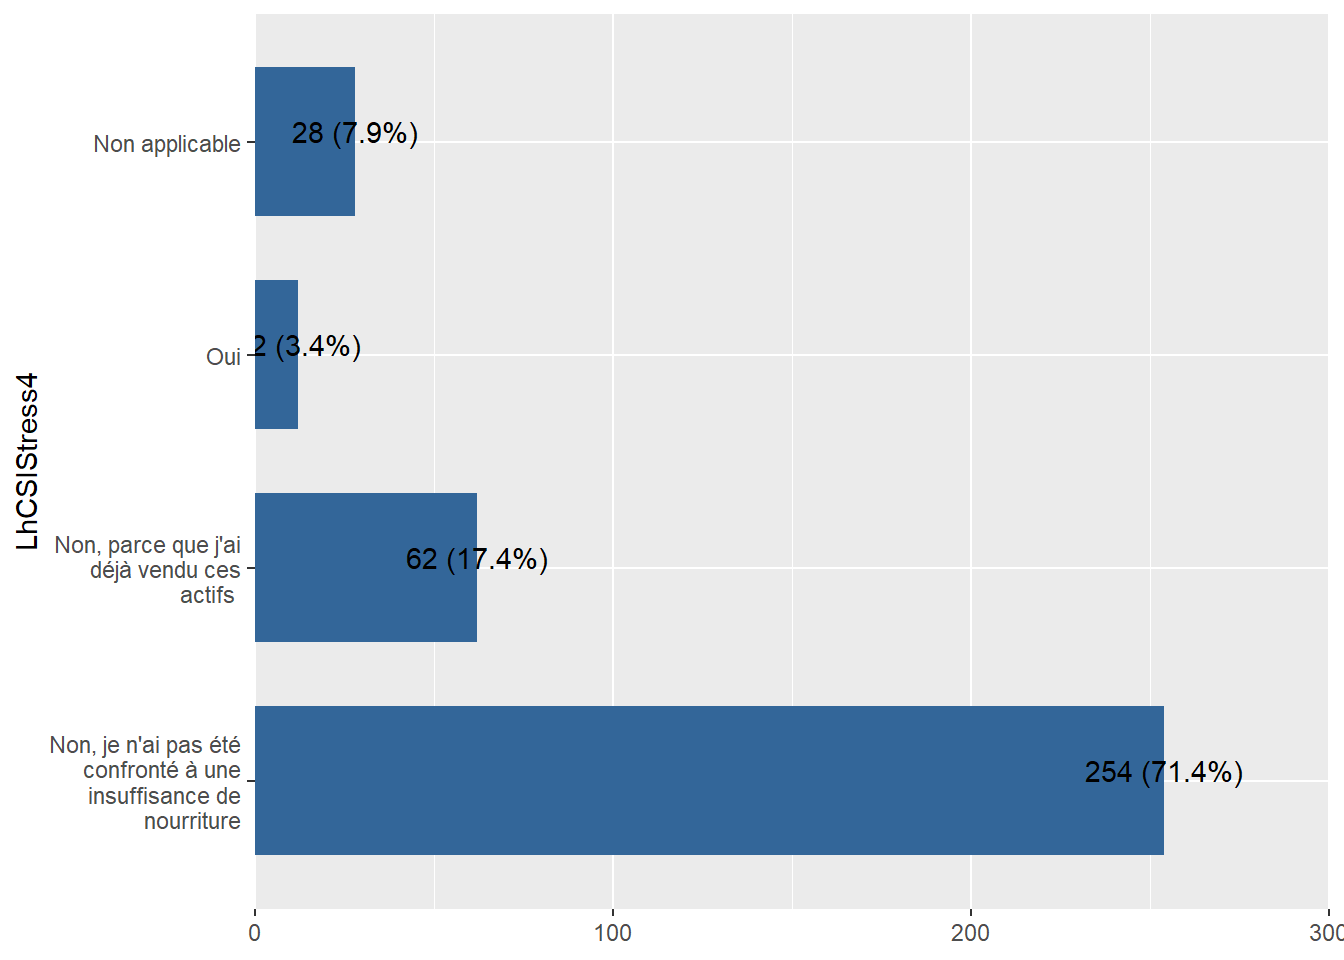 LhCSIStress4
Non applicable
28 (7.9%)
Oui
2 (3.4%)
Non, parce que j'ai
déjà vendu ces
actifs
62 (17.4%)
Non, je n'ai pas été
confronté à une
insuffisance de
nourriture
254 (71.4%)
0 100 200 300